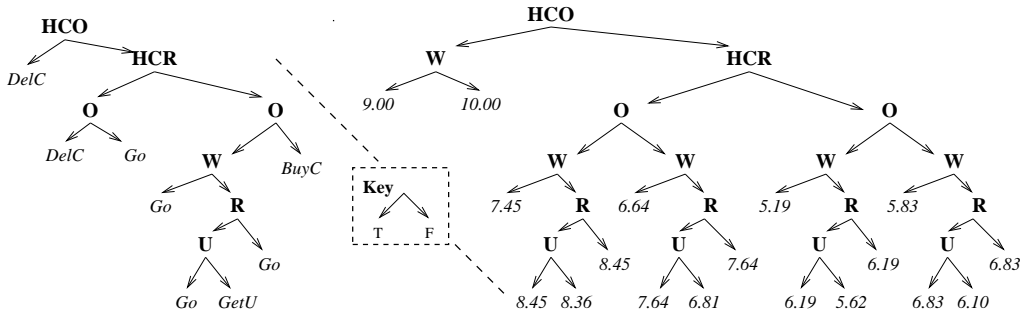 HCO HCO
DelC HCR W HCR
O O 9.00 10.00 O O
DelC Go W BuyC W W W W
Key
Go R 7.45 R 6.64 R 5.19 R 5.83 R
T F
U Go U 8.45 U 7.64 U 6.19 U 6.83
Go GetU 8.45 8.36 7.64 6.81 6.19 5.62 6.83 6.10